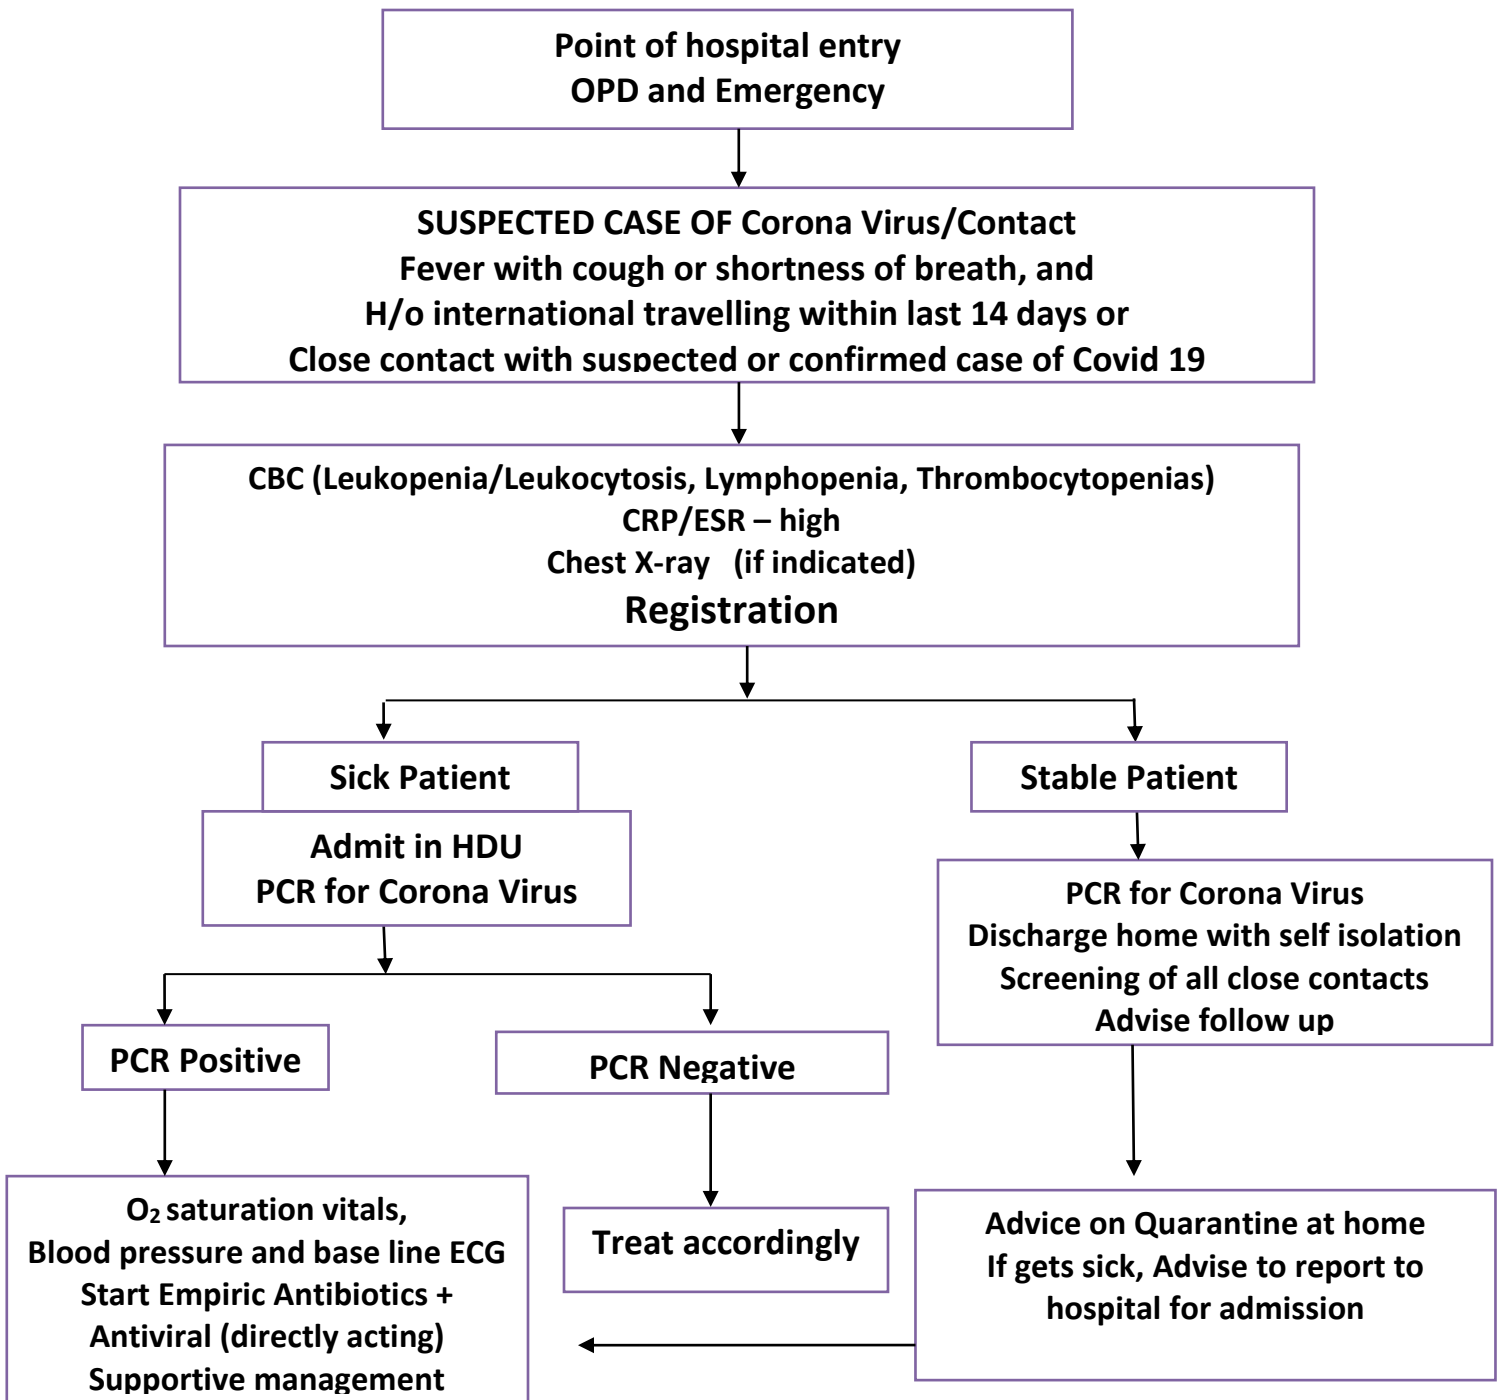 Point of hospital entry
OPD and Emergency
SUSPECTED CASE OF Corona Virus/Contact
Fever with cough or shortness of breath, and
H/o international travelling within last 14 days or
Close contact with suspected or confirmed case of Covid 19
CBC (Leukopenia/Leukocytosis, Lymphopenia, Thrombocytopenias)
CRP/ESR – high
Chest X-ray (if indicated)
Registration
Sick Patient
Admit in HDU
PCR for Corona Virus
Stable Patient
PCR for Corona Virus
Discharge home with self isolation
Screening of all close contacts
Advise follow up
PCR Positive
PCR Negative
O₂ saturation vitals,
Blood pressure and base line ECG
Start Empiric Antibiotics +
Antiviral (directly acting)
Supportive management
Treat accordingly
Advice on Quarantine at home
If gets sick, Advise to report to
hospital for admission